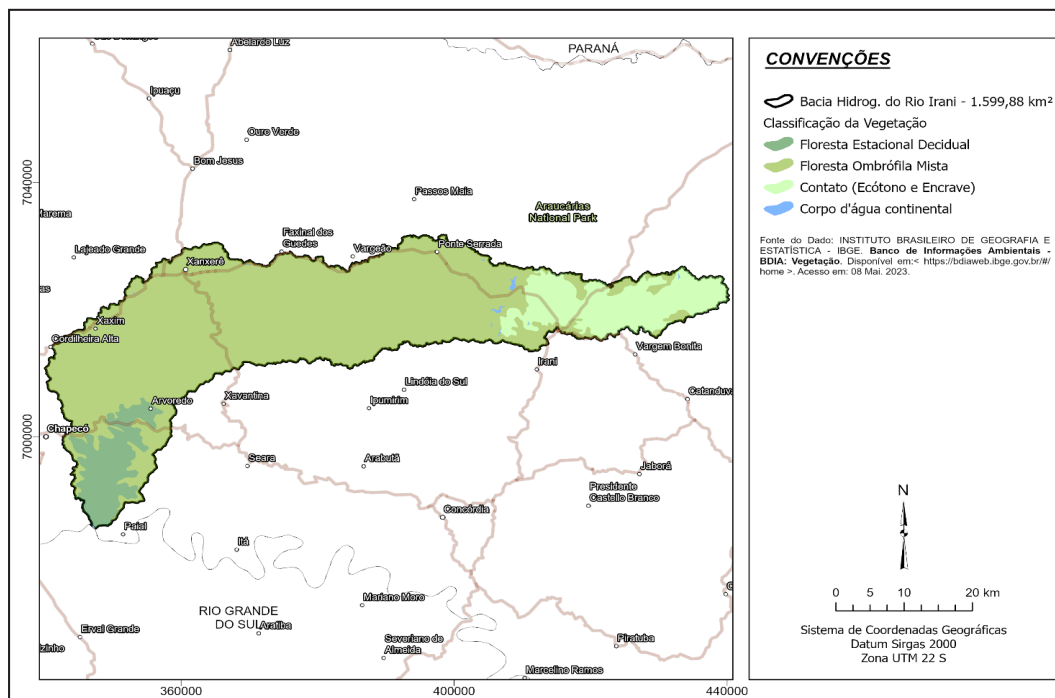 Abelardo Luz
PARANÁ
Ipuaçu
Ouro Verde
Bom Jesus
7040000
Passos Maia
Araucárias
National Park
Lajeado Grande
Faxinal dos
Guedes
Vargeão
Ponte Serrada
Xanxerê
Xaxim
Cordilheira Alta
Vargem Bonita
Irani
Lindóia do Sul
Arvoredo
Xavantina
Ipumirim
7000000
Chapecó
Seara
Arabutã
Jaborá
Presidente
Castello Branco
Concórdia
Paial
Itá
Mariano Moro
RIO GRANDE
DO SUL
Aratiba
Erval Grande
Severiano de
Almeida
Piratuba
Marcelino Ramos
360000
400000
440000
CONVENÇÕES
Bacia Hidrog. do Rio Irani - 1.599,88 km²
Classificação da Vegetação
Floresta Estacional Decidual
Floresta Ombrófila Mista
Contato (Ecótono e Encrave)
Corpo d'água continental
Fonte do Dado: INSTITUTO BRASILEIRO DE GEOGRAFIA E
ESTATÍSTICA - IBGE. Banco de Informações Ambientais -
BDIA: Vegetação. Disponível em:< https://bdiaweb.ibge.gov.br/#/
home >. Acesso em: 08 Mai. 2023.
N
0 5 10 20 km
Sistema de Coordenadas Geográficas
Datum Sirgas 2000
Zona UTM 22 S